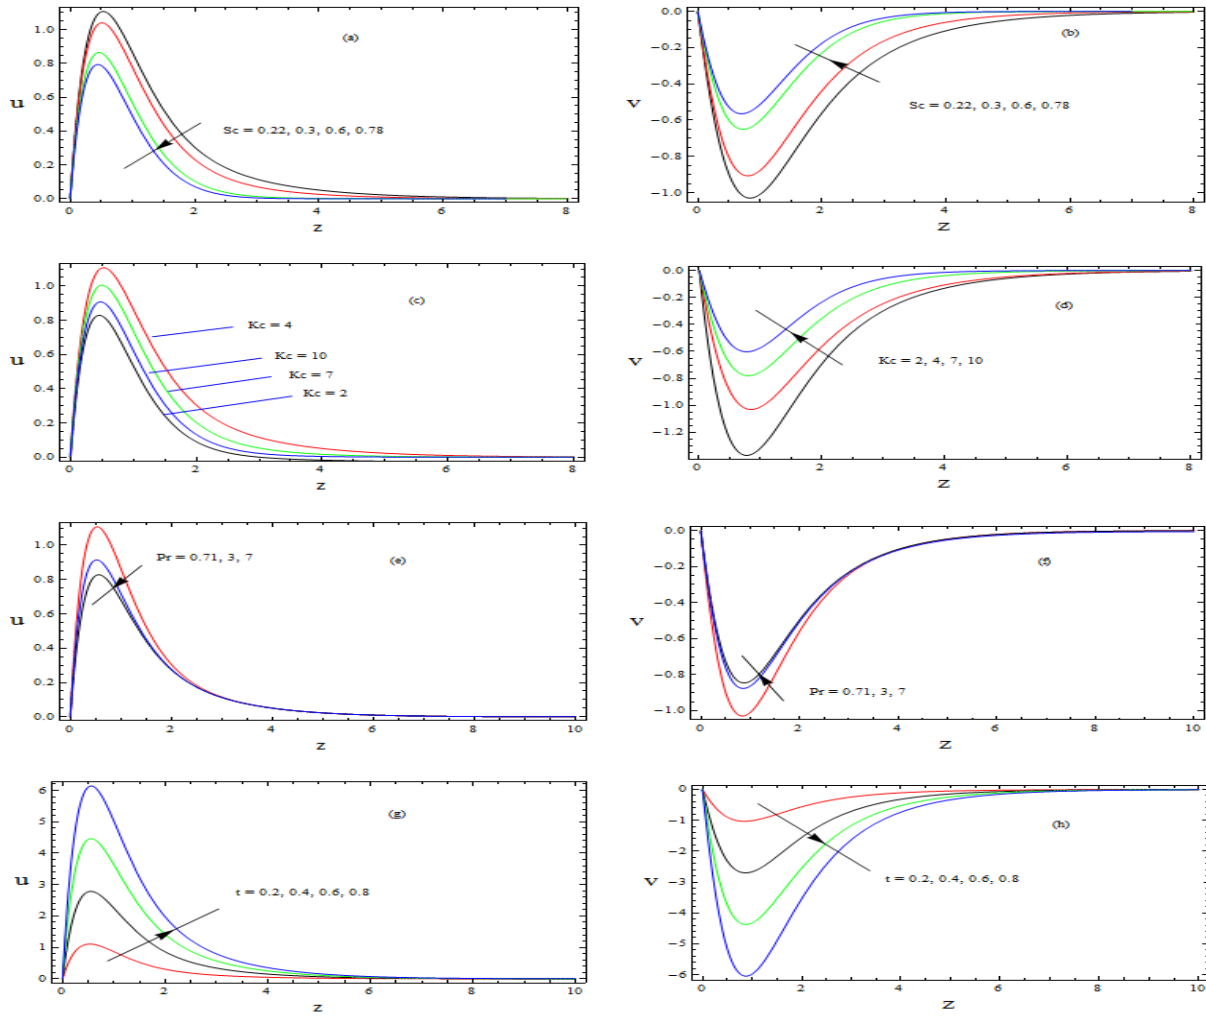 (a)
u
1.0
0.8
0.6
0.4
0.2
0.0
Sc = 0.22, 0.3, 0.6, 0.78
0 2 4 6 8
z
(b)
v
0.0
−0.2
−0.4
−0.6
−0.8
−1.0
Sc = 0.22, 0.3, 0.6, 0.78
0 2 4 6 8
z
(c)
u
1.0
0.8
0.6
0.4
0.2
0.0
Kc = 4
Kc = 10
Kc = 7
Kc = 2
0 2 4 6 8
z
(d)
v
0.0
−0.2
−0.4
−0.6
−0.8
−1.0
−1.2
Kc = 2, 4, 7, 10
0 2 4 6 8
z
(e)
u
1.0
0.8
0.6
0.4
0.2
0.0
Pr = 0.71, 3, 7
0 2 4 6 8 10
z
(f)
v
0.0
−0.2
−0.4
−0.6
−0.8
−1.0
Pr = 0.71, 3, 7
0 2 4 6 8 10
z
(g)
u
6
5
4
3
2
1
0
t = 0.2, 0.4, 0.6, 0.8
0 2 4 6 8 10
z
(h)
v
0
−1
−2
−3
−4
−5
−6
t = 0.2, 0.4, 0.6, 0.8
0 2 4 6 8 10
z